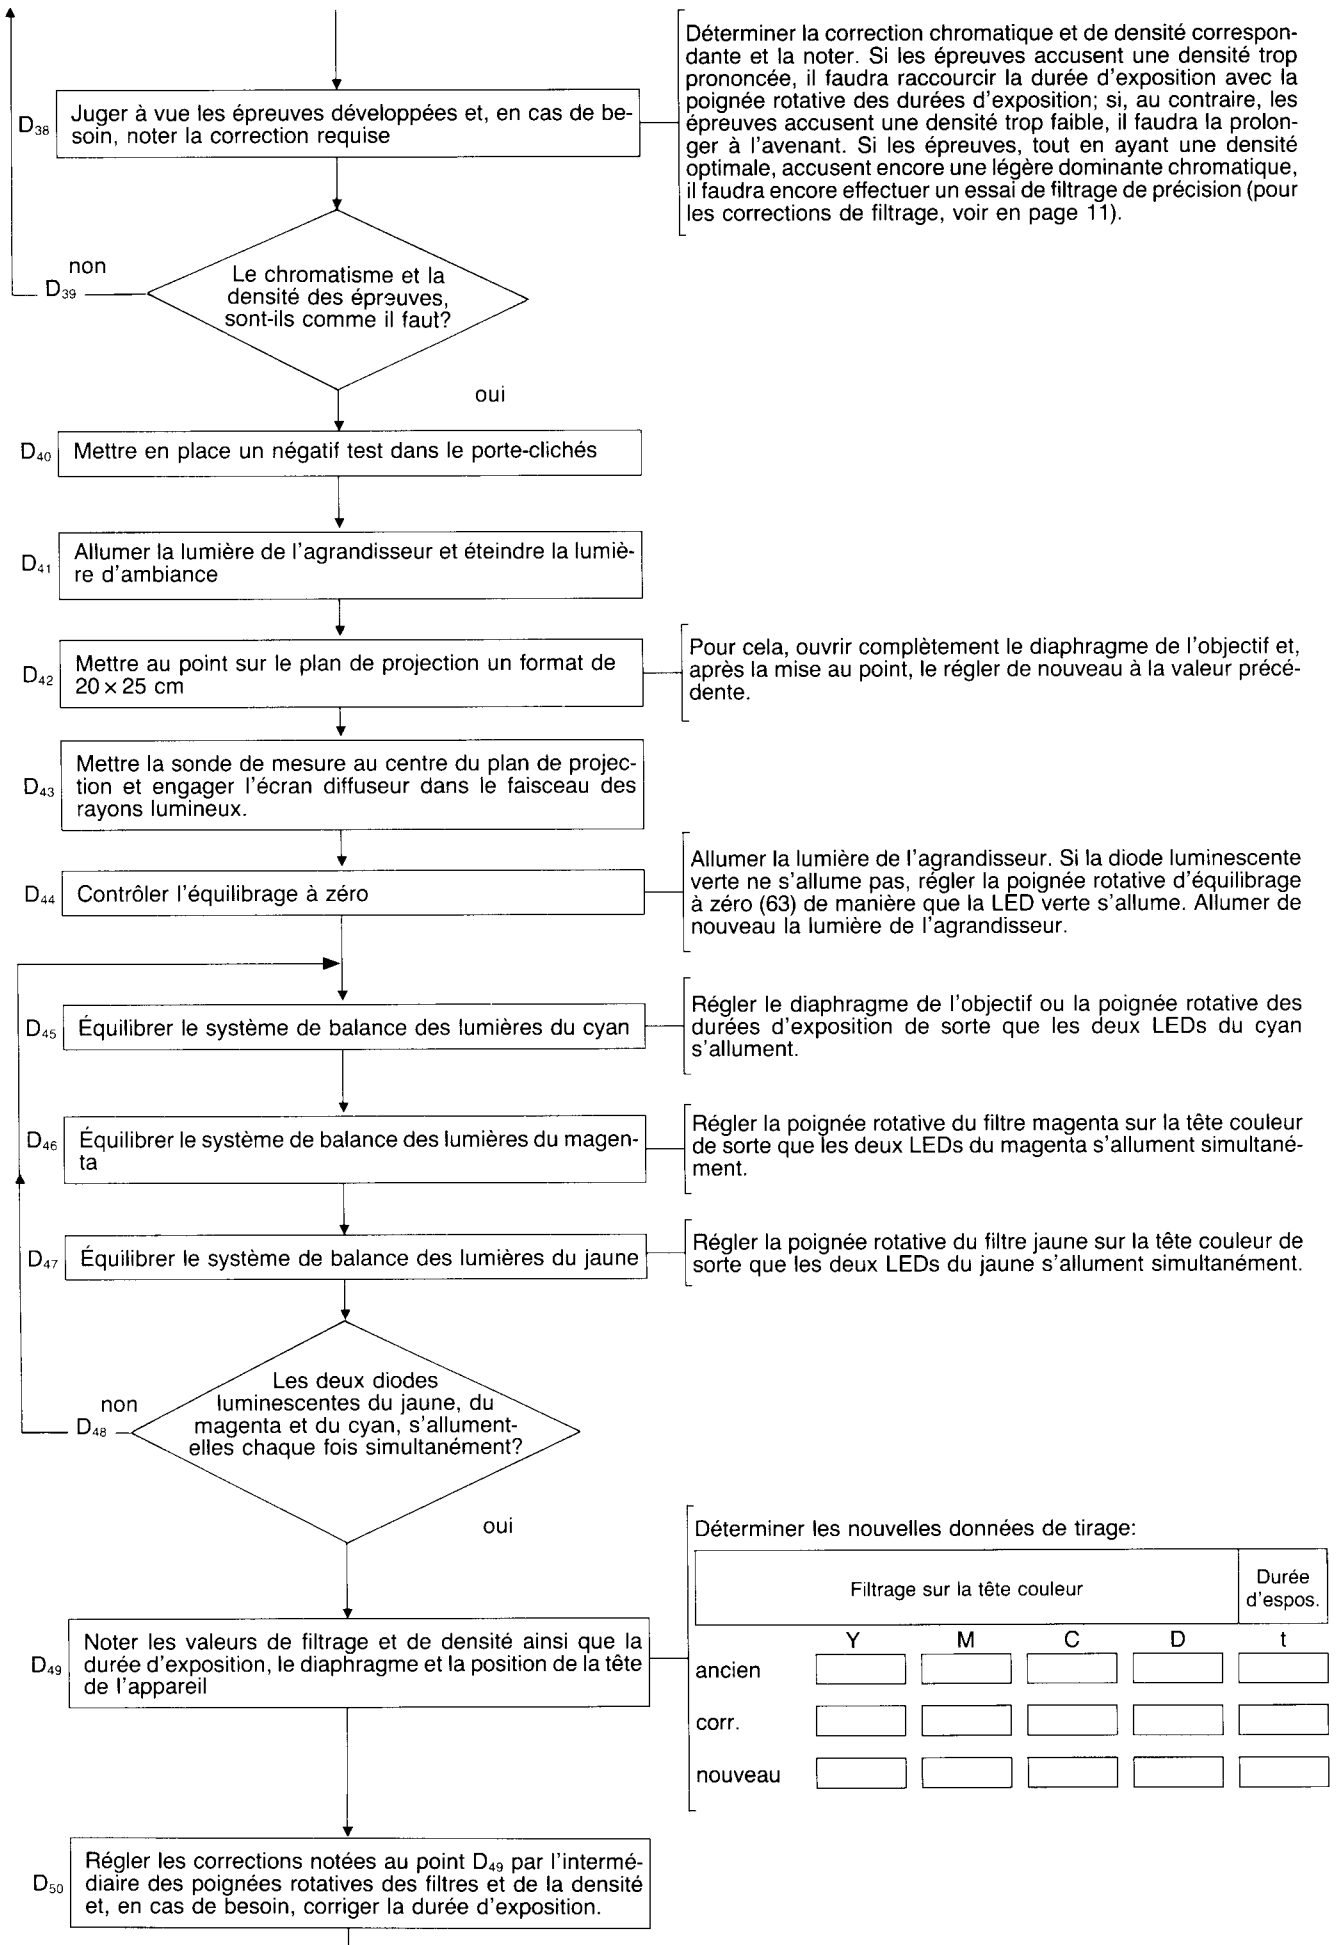 Déterminer la correction chromatique et de densité correspon-
dante et la noter. Si les épreuves accusent une densité trop
prononcée, il faudra raccourcir la durée d'exposition avec la
poignée rotative des durées d'exposition; si, au contraire, les
épreuves accusent une densité trop faible, il faudra la prolon-
ger à l'avenant. Si les épreuves, tout en ayant une densité
optimale, accusent encore une légère dominante chromatique,
il faudra encore effectuer un essai de filtrage de précision (pour
les corrections de filtrage, voir en page 11).
D38
Juger à vue les épreuves développées et, en cas de be-
soin, noter la correction requise
non
D39
Le chromatisme et la
densité des épreuves,
sont-ils comme il faut?
oui
D40
Mettre en place un négatif test dans le porte-clichés
D41
Allumer la lumière de l'agrandisseur et éteindre la lumiè-
re d'ambiance
D42
Mettre au point sur le plan de projection un format de
20 × 25 cm
Pour cela, ouvrir complètement le diaphragme de l'objectif et,
après la mise au point, le régler de nouveau à la valeur précé-
dente.
D43
Mettre la sonde de mesure au centre du plan de projec-
tion et engager l'écran diffuseur dans le faisceau des
rayons lumineux.
D44
Contrôler l'équilibrage à zéro
Allumer la lumière de l'agrandisseur. Si la diode luminescente
verte ne s'allume pas, régler la poignée rotative d'équilibrage
à zéro (63) de manière que la LED verte s'allume. Allumer de
nouveau la lumière de l'agrandisseur.
D45
Équilibrer le système de balance des lumières du cyan
Régler le diaphragme de l'objectif ou la poignée rotative des
durées d'exposition de sorte que les deux LEDs du cyan
s'allument.
D46
Équilibrer le système de balance des lumières du magen-
ta
Régler la poignée rotative du filtre magenta sur la tête couleur
de sorte que les deux LEDs du magenta s'allument simultané-
ment.
D47
Équilibrer le système de balance des lumières du jaune
Régler la poignée rotative du filtre jaune sur la tête couleur de
sorte que les deux LEDs du jaune s'allument simultanément.
non
D48
Les deux diodes
luminescentes du jaune, du
magenta et du cyan, s'allument-
elles chaque fois simultanément?
oui
D49
Noter les valeurs de filtrage et de densité ainsi que la
durée d'exposition, le diaphragme et la position de la tête
de l'appareil
Déterminer les nouvelles données de tirage:
Filtrage sur la tête couleur
Durée
d'espos.
Y M C D t
ancien
corr.
nouveau
D50
Régler les corrections notées au point D49 par l'intermé-
diaire des poignées rotatives des filtres et de la densité
et, en cas de besoin, corriger la durée d'exposition.